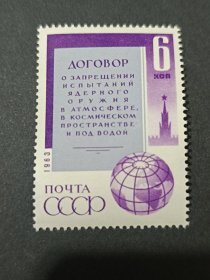 ДОГОВОР
О ЗАПРЕЩЕНИИ
ИСПЫТАНИЙ
ЯДЕРНОГО
ОРУЖИЯ
В АТМОСФЕРЕ,
В КОСМИЧЕСКОМ
ПРОСТРАНСТВЕ
И ПОД ВОДОЙ
6
КОП
1963
ПОЧТА
СССР